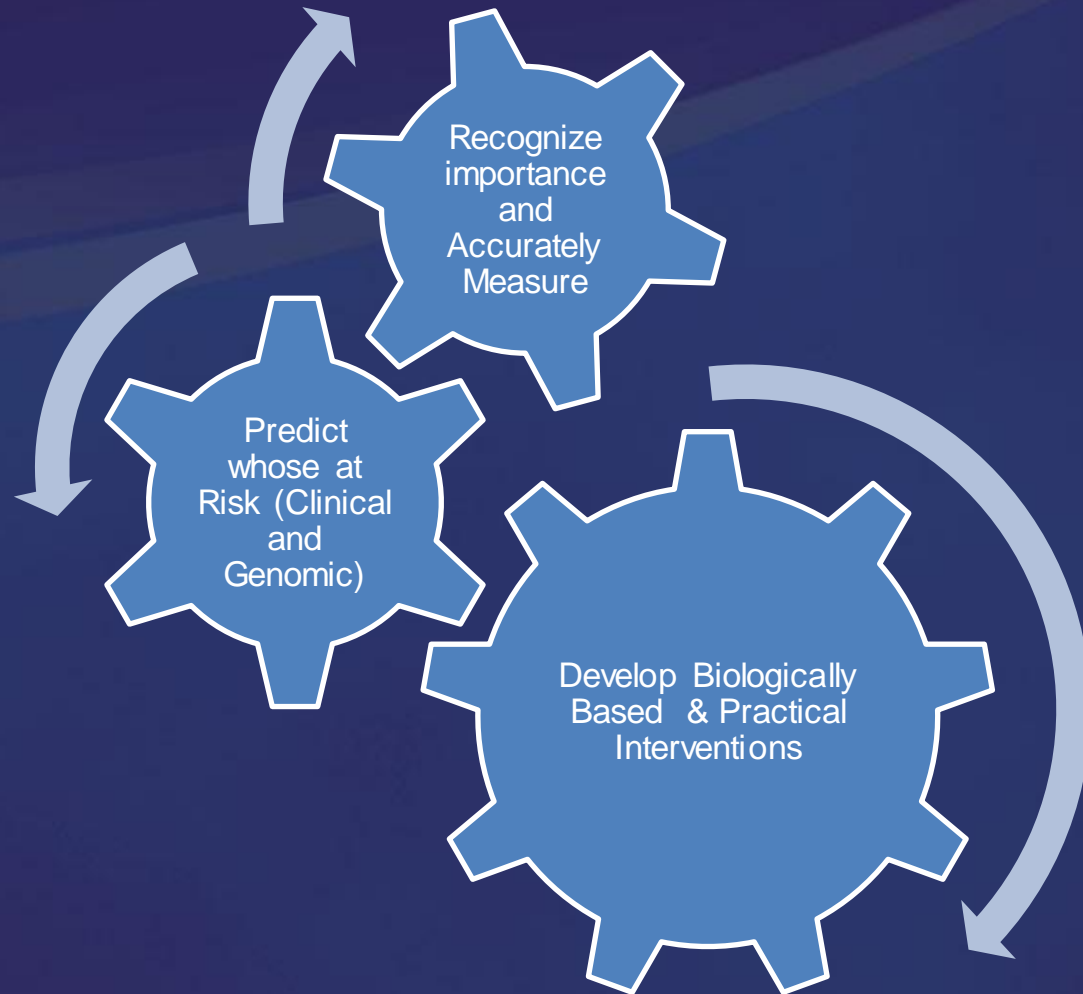 Recognize
importance
and
Accurately
Measure
Predict
whose at
Risk (Clinical
and
Genomic)
Develop Biologically
Based & Practical
Interventions